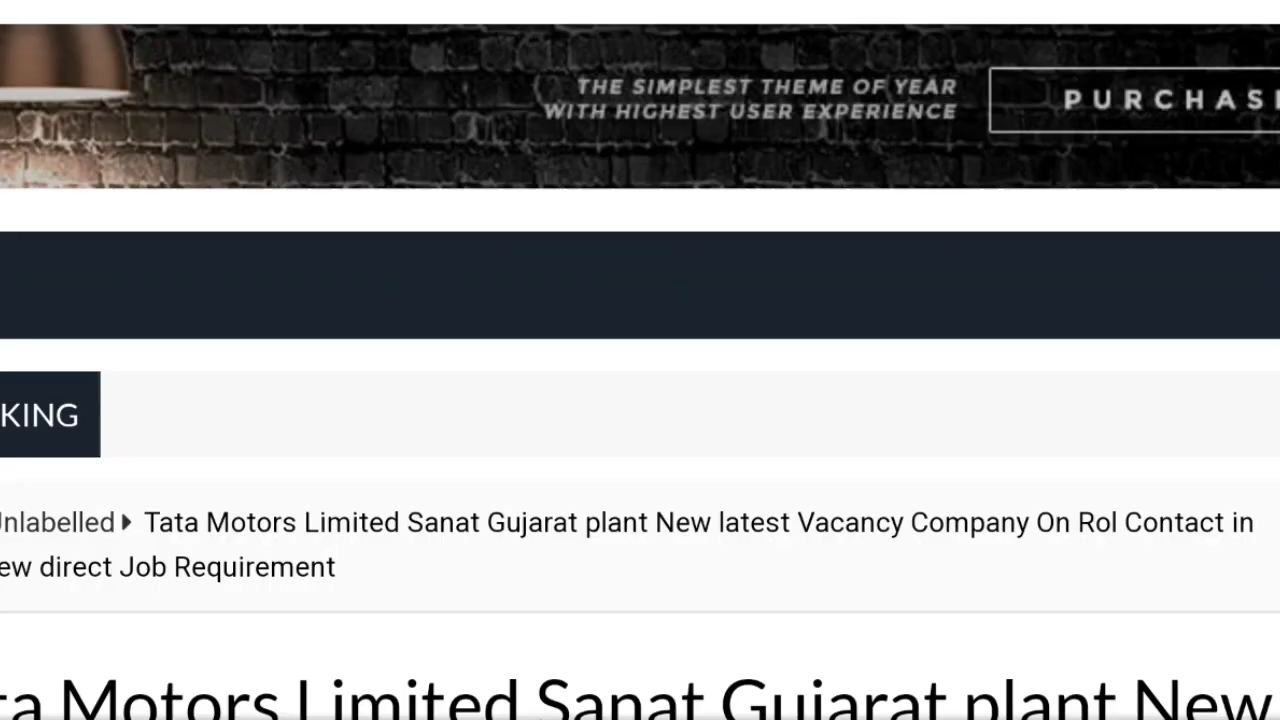 THE SIMPLEST THEME OF YEAR
WITH HIGHEST USER EXPERIENCE
PURCHAS
KING
Unlabelled Tata Motors Limited Sanat Gujarat plant New latest Vacancy Company On Rol Contact in
ew direct Job Requirement
ta Motors Limited Sanat Gujarat plant New